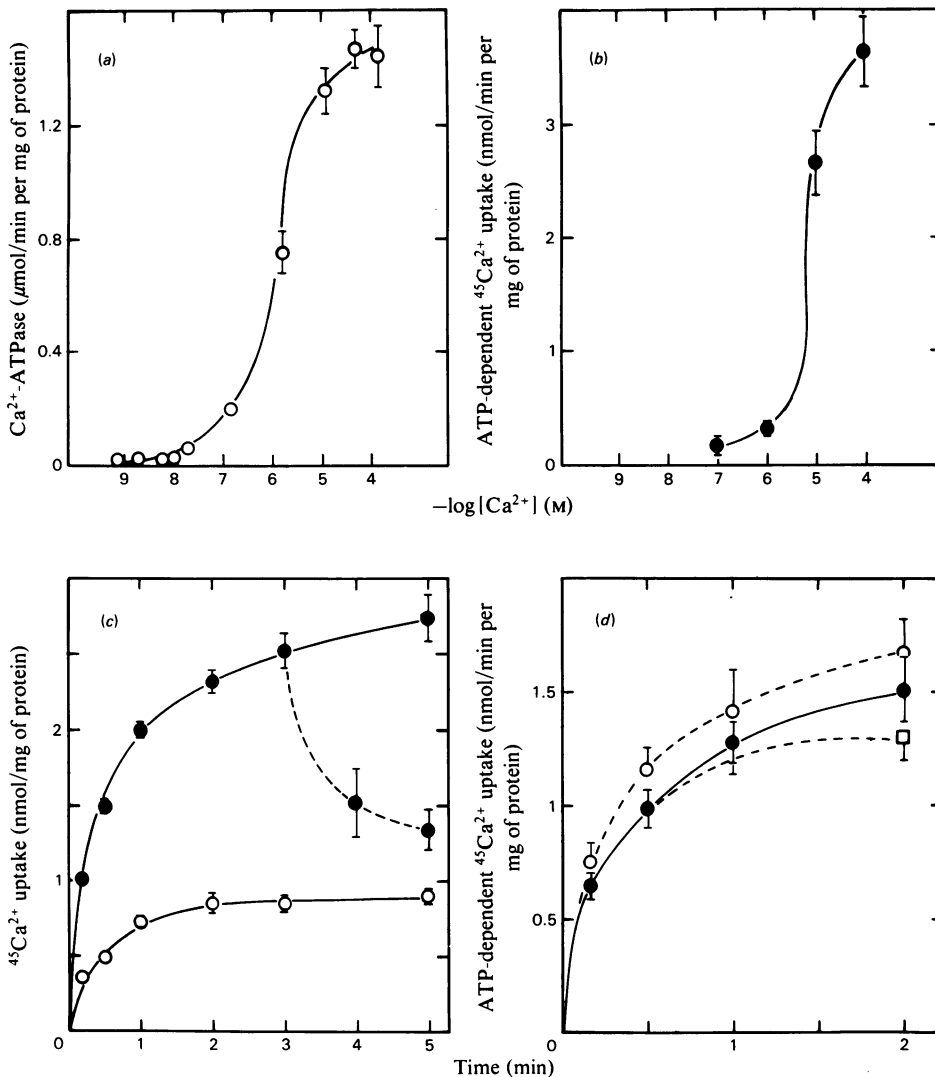 (a)
Ca²⁺-ATPase (μmol/min per mg of protein)
1.2
0.8
0.4
0
9 8 7 6 5 4
(b)
ATP-dependent ⁴⁵Ca²⁺ uptake (nmol/min per
mg of protein)
3
2
1
0
9 8 7 6 5 4
−log [Ca²⁺] (M)
(c)
⁴⁵Ca²⁺ uptake (nmol/mg of protein)
2
1
0 1 2 3 4 5
(d)
ATP-dependent ⁴⁵Ca²⁺ uptake (nmol/min per
mg of protein)
1.5
1
0.5
0 1 2
Time (min)